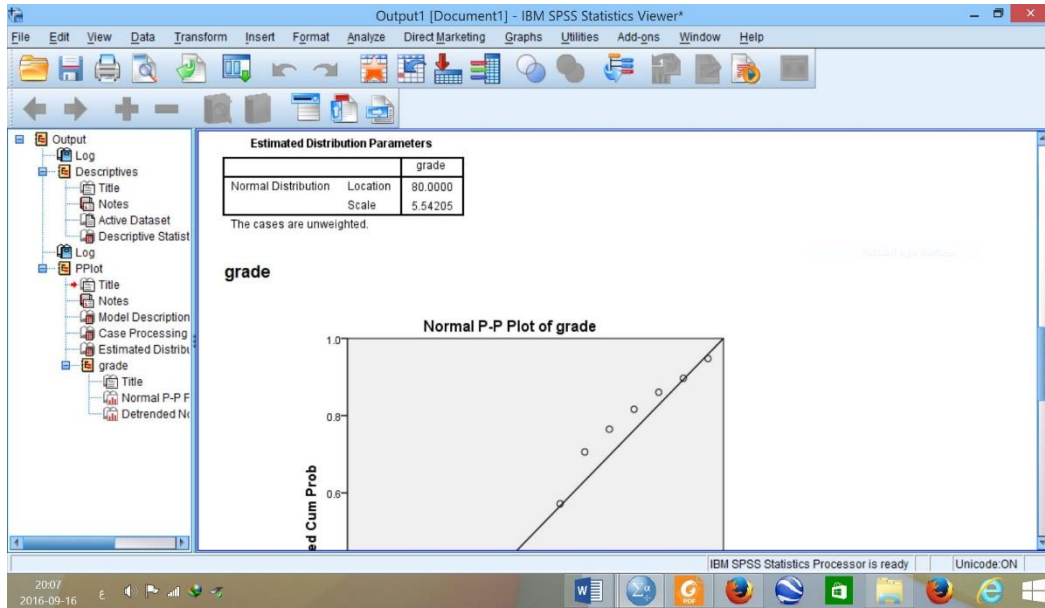 Output1 [Document1] - IBM SPSS Statistics Viewer*
File Edit View Data Transform Insert Format Analyze Direct Marketing Graphs Utilities Add-ons Window Help
Output
Log
Descriptives
Title
Notes
Active Dataset
Descriptive Statist
Log
PPlot
Title
Notes
Model Description
Case Processing
Estimated Distribu
grade
Title
Normal P-P F
Detrended No
Estimated Distribution Parameters
grade
Normal Distribution Location 80.0000
Scale 5.54205
The cases are unweighted.
grade
Normal P-P Plot of grade
1.0
0.8
0.6
ed Cum Prob
IBM SPSS Statistics Processor is ready Unicode:ON
20:07
2016-09-16